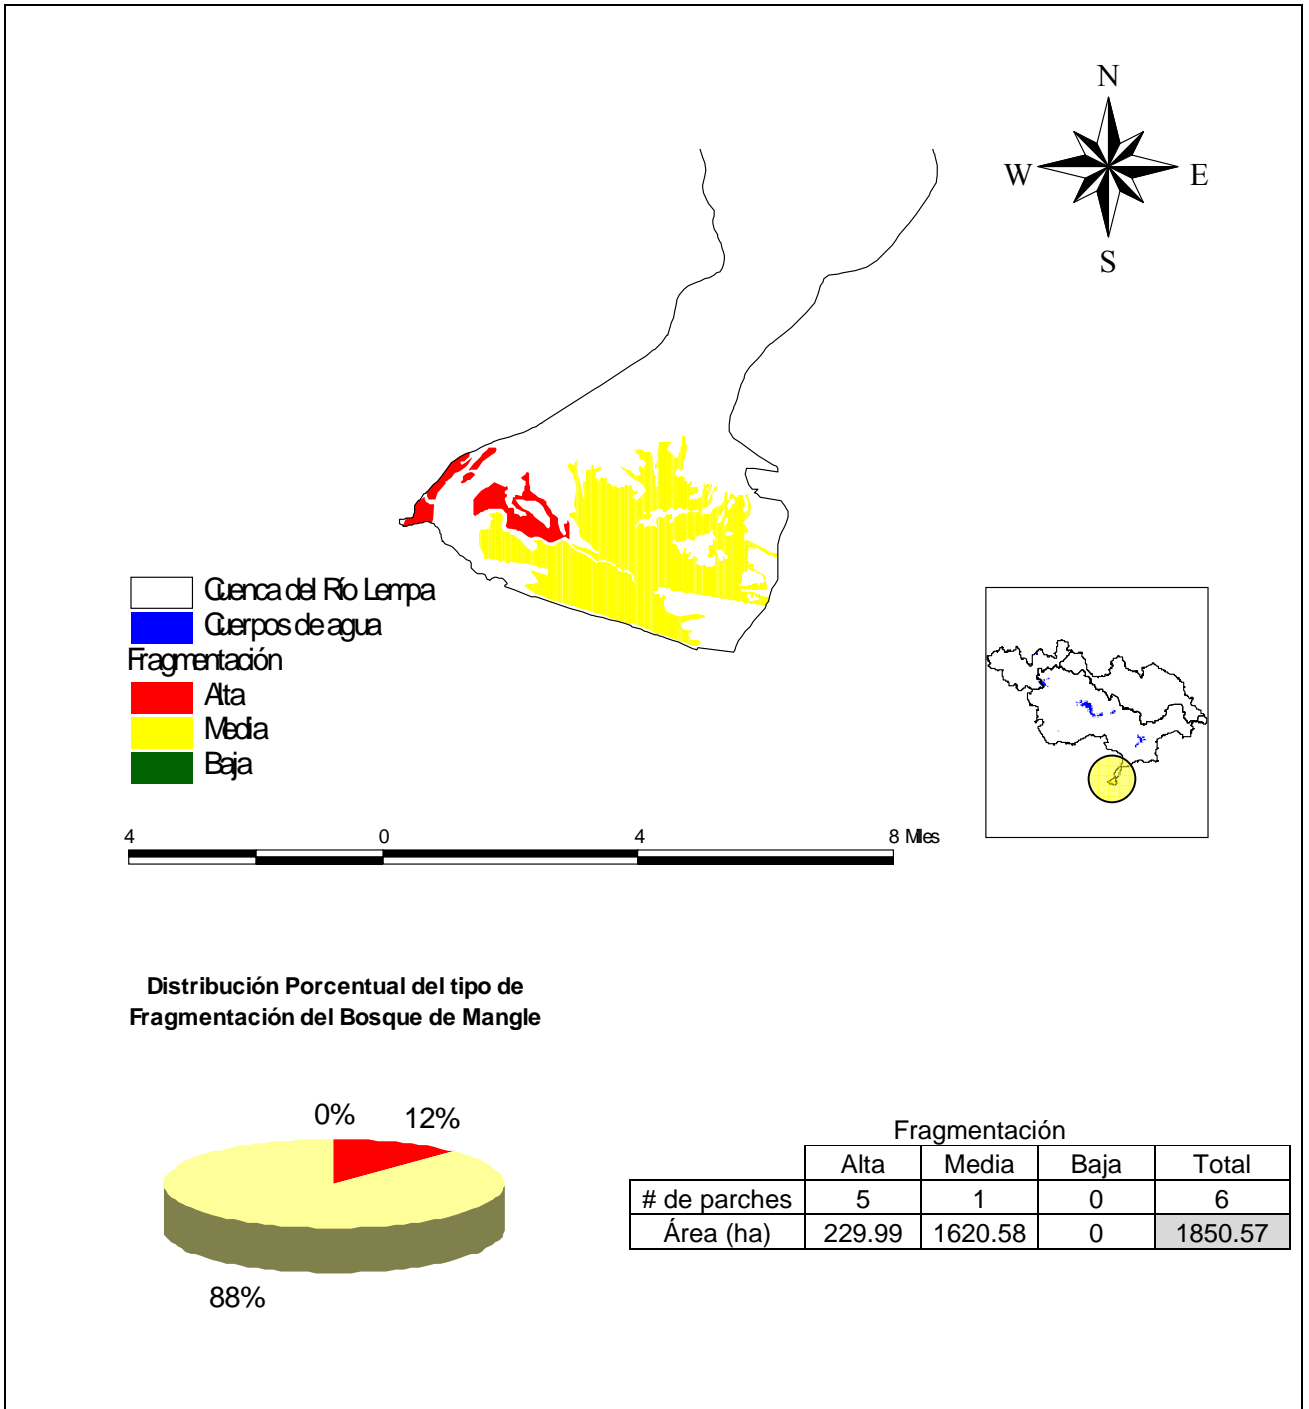 N
W
E
S
Cuenca del Río Lempa
Cuerpos de agua
Fragmentación
Alta
Media
Baja
4 0 4 8 Miles
Distribución Porcentual del tipo de
Fragmentación del Bosque de Mangle
0% 12%
88%
Fragmentación
Alta Media Baja Total
# de parches 5 1 0 6
Área (ha) 229.99 1620.58 0 1850.57